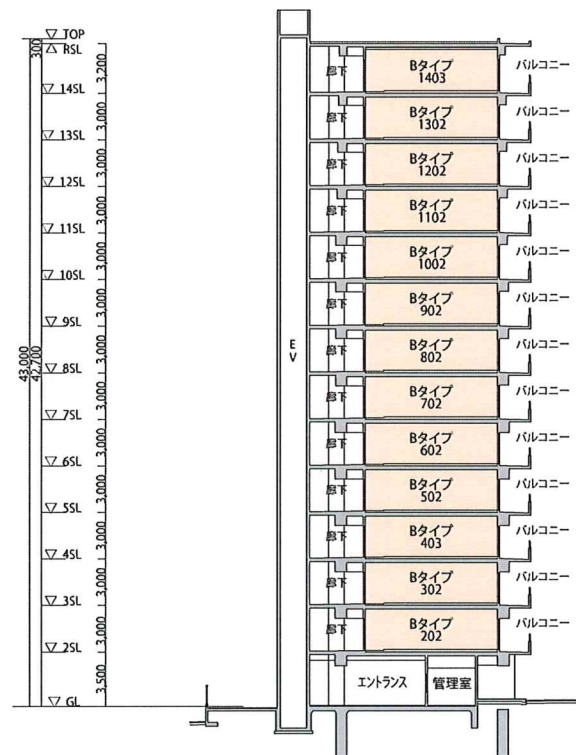 TOP
300
RSL
3,200
14SL
3,000
13SL
3,000
12SL
3,000
11SL
3,000
10SL
3,000
9SL
3,000
8SL
3,000
7SL
3,000
6SL
3,000
5SL
3,000
4SL
3,000
3SL
3,000
2SL
3,500
GL
43,000
42,700
EV
廊下
Bタイプ
1403
バルコニー
廊下
Bタイプ
1302
バルコニー
廊下
Bタイプ
1202
バルコニー
廊下
Bタイプ
1102
バルコニー
廊下
Bタイプ
1002
バルコニー
廊下
Bタイプ
902
バルコニー
廊下
Bタイプ
802
バルコニー
廊下
Bタイプ
702
バルコニー
廊下
Bタイプ
602
バルコニー
廊下
Bタイプ
502
バルコニー
廊下
Bタイプ
403
バルコニー
廊下
Bタイプ
302
バルコニー
廊下
Bタイプ
202
バルコニー
エントランス
管理室